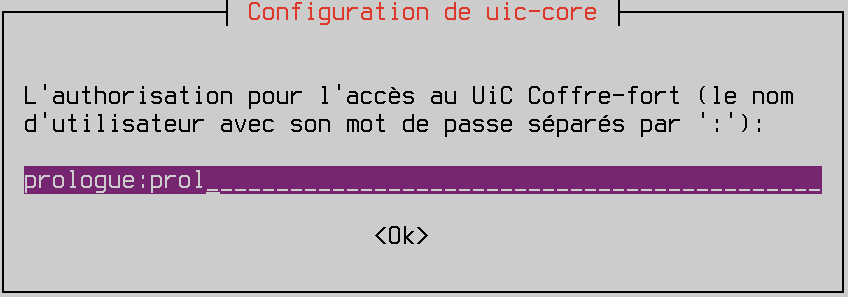 Configuration de uic-core
L'authorisation pour l'accès au UiC Coffre-fort (le nom
d'utilisateur avec son mot de passe séparés par ':'):
prologue:prol____________________________________________
<Ok>